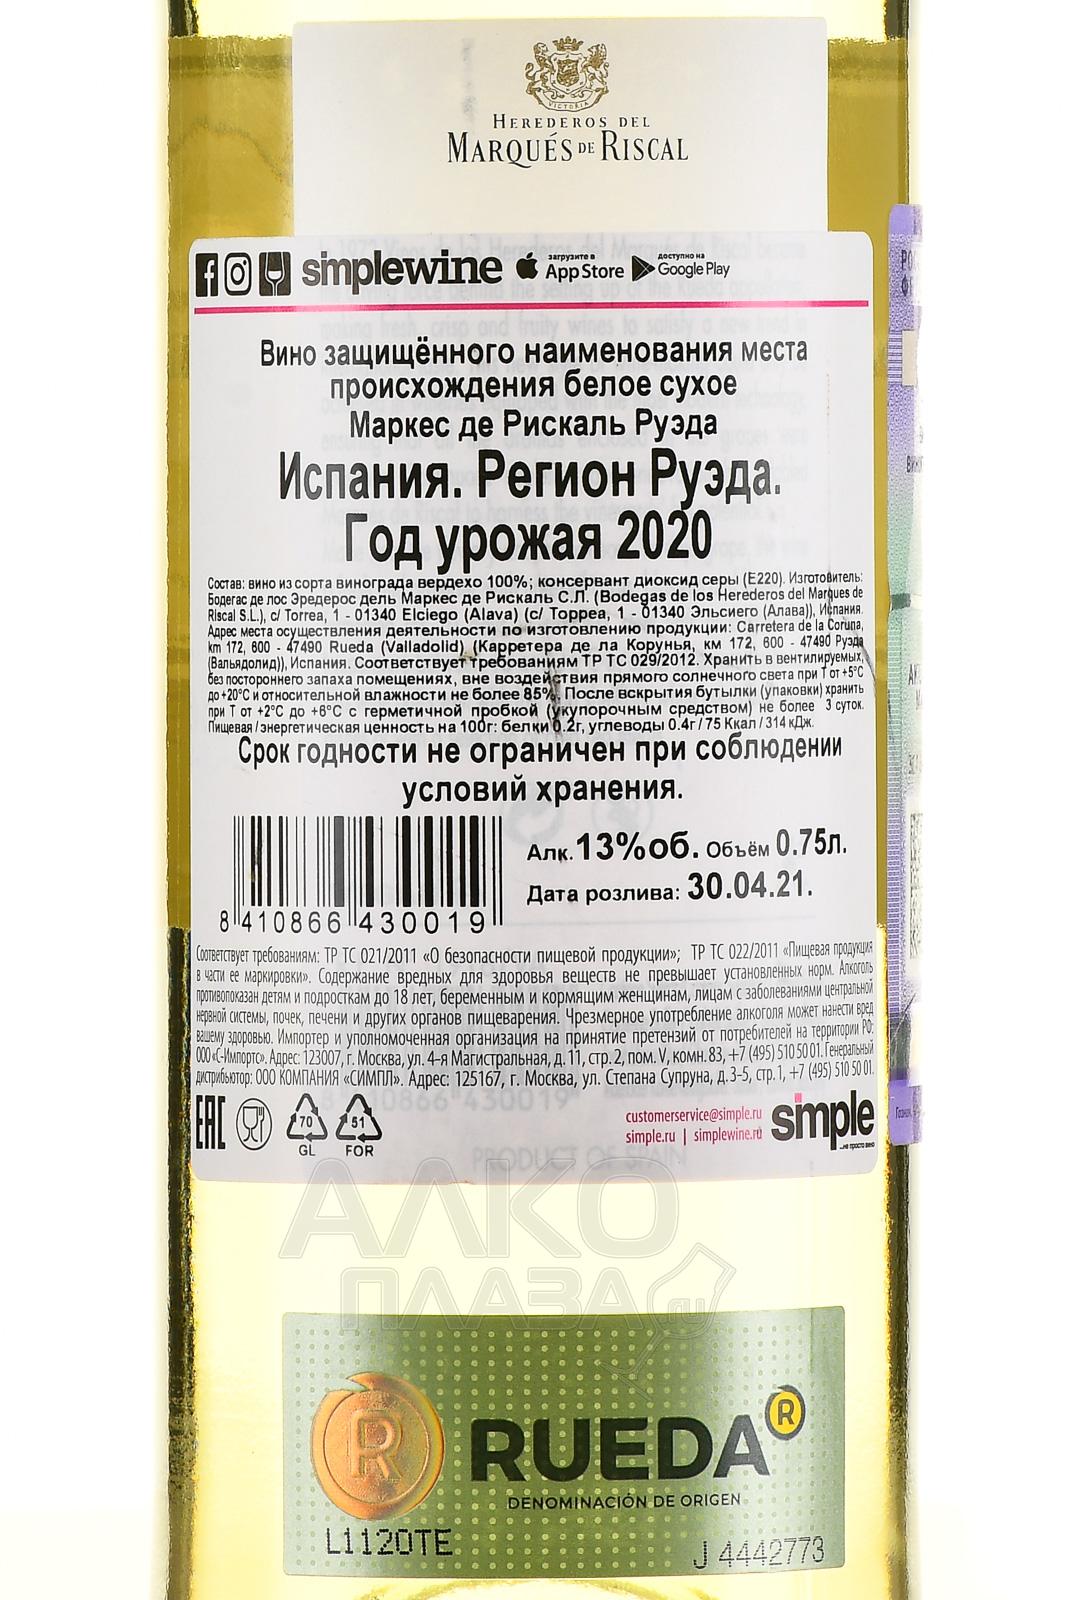 VICTORIA
HEREDEROS DEL
MARQUÉS DE RISCAL
simplewine
загрузите в
App Store
доступно на
Google Play
Вино защищённого наименования места
происхождения белое сухое
Маркес де Рискаль Руэда
Испания. Регион Руэда.
Год урожая 2020
Состав: вино из сорта винограда вердехо 100%; консервант диоксид серы (Е220). Изготовитель:
Бодегас де лос Эредерос дель Маркес де Рискаль С.Л. (Bodegas de los Herederos del Marques de
Riscal S.L.), c/ Torrea, 1 - 01340 Elciego (Alava) (с/ Торреа, 1 - 01340 Эльсиего (Алава)), Испания.
Адрес места осуществления деятельности по изготовлению продукции: Carretera de la Coruna,
km 172, 600 - 47490 Rueda (Valladolid) (Карретера де ла Корунья, км 172, 600 - 47490 Руэда
(Вальядолид)), Испания. Соответствует требованиям ТР ТС 029/2012. Хранить в вентилируемых,
без постороннего запаха помещениях, вне воздействия прямого солнечного света при Т от +5°С
до +20°С и относительной влажности не более 85%. После вскрытия бутылки (упаковки) хранить
при Т от +2°С до +6°С с герметичной пробкой (укупорочным средством) не более 3 суток.
Пищевая / энергетическая ценность на 100г: белки 0.2г, углеводы 0.4г / 75 Ккал / 314 кДж.
Срок годности не ограничен при соблюдении
условий хранения.
Алк. 13%об. Объём 0.75л.
Дата розлива: 30.04.21.
8 410866 430019
Соответствует требованиям: ТР ТС 021/2011 «О безопасности пищевой продукции»; ТР ТС 022/2011 «Пищевая продукция
в части ее маркировки». Содержание вредных для здоровья веществ не превышает установленных норм. Алкоголь
противопоказан детям и подросткам до 18 лет, беременным и кормящим женщинам, лицам с заболеваниями центральной
нервной системы, почек, печени и других органов пищеварения. Чрезмерное употребление алкоголя может нанести вред
вашему здоровью. Импортер и уполномоченная организация на принятие претензий от потребителей на территории РФ:
ООО «С-Импортс». Адрес: 123007, г. Москва, ул. 4-я Магистральная, д. 11, стр. 2, пом. V, комн. 83, +7 (495) 510 50 01. Генеральный
дистрибьютор: ООО КОМПАНИЯ «СИМПЛ». Адрес: 125167, г. Москва, ул. Степана Супруна, д. 3-5, стр. 1, +7 (495) 510 50 01.
EAC
70
GL
51
FOR
customerservice@simple.ru
simple.ru | simplewine.ru
simple
...не просто вино
PRODUCT OF SPAIN
АЛКО
ПЛАЗА
.ru
R
RUEDA R
DENOMINACIÓN DE ORIGEN
L1120TE
J 4442773